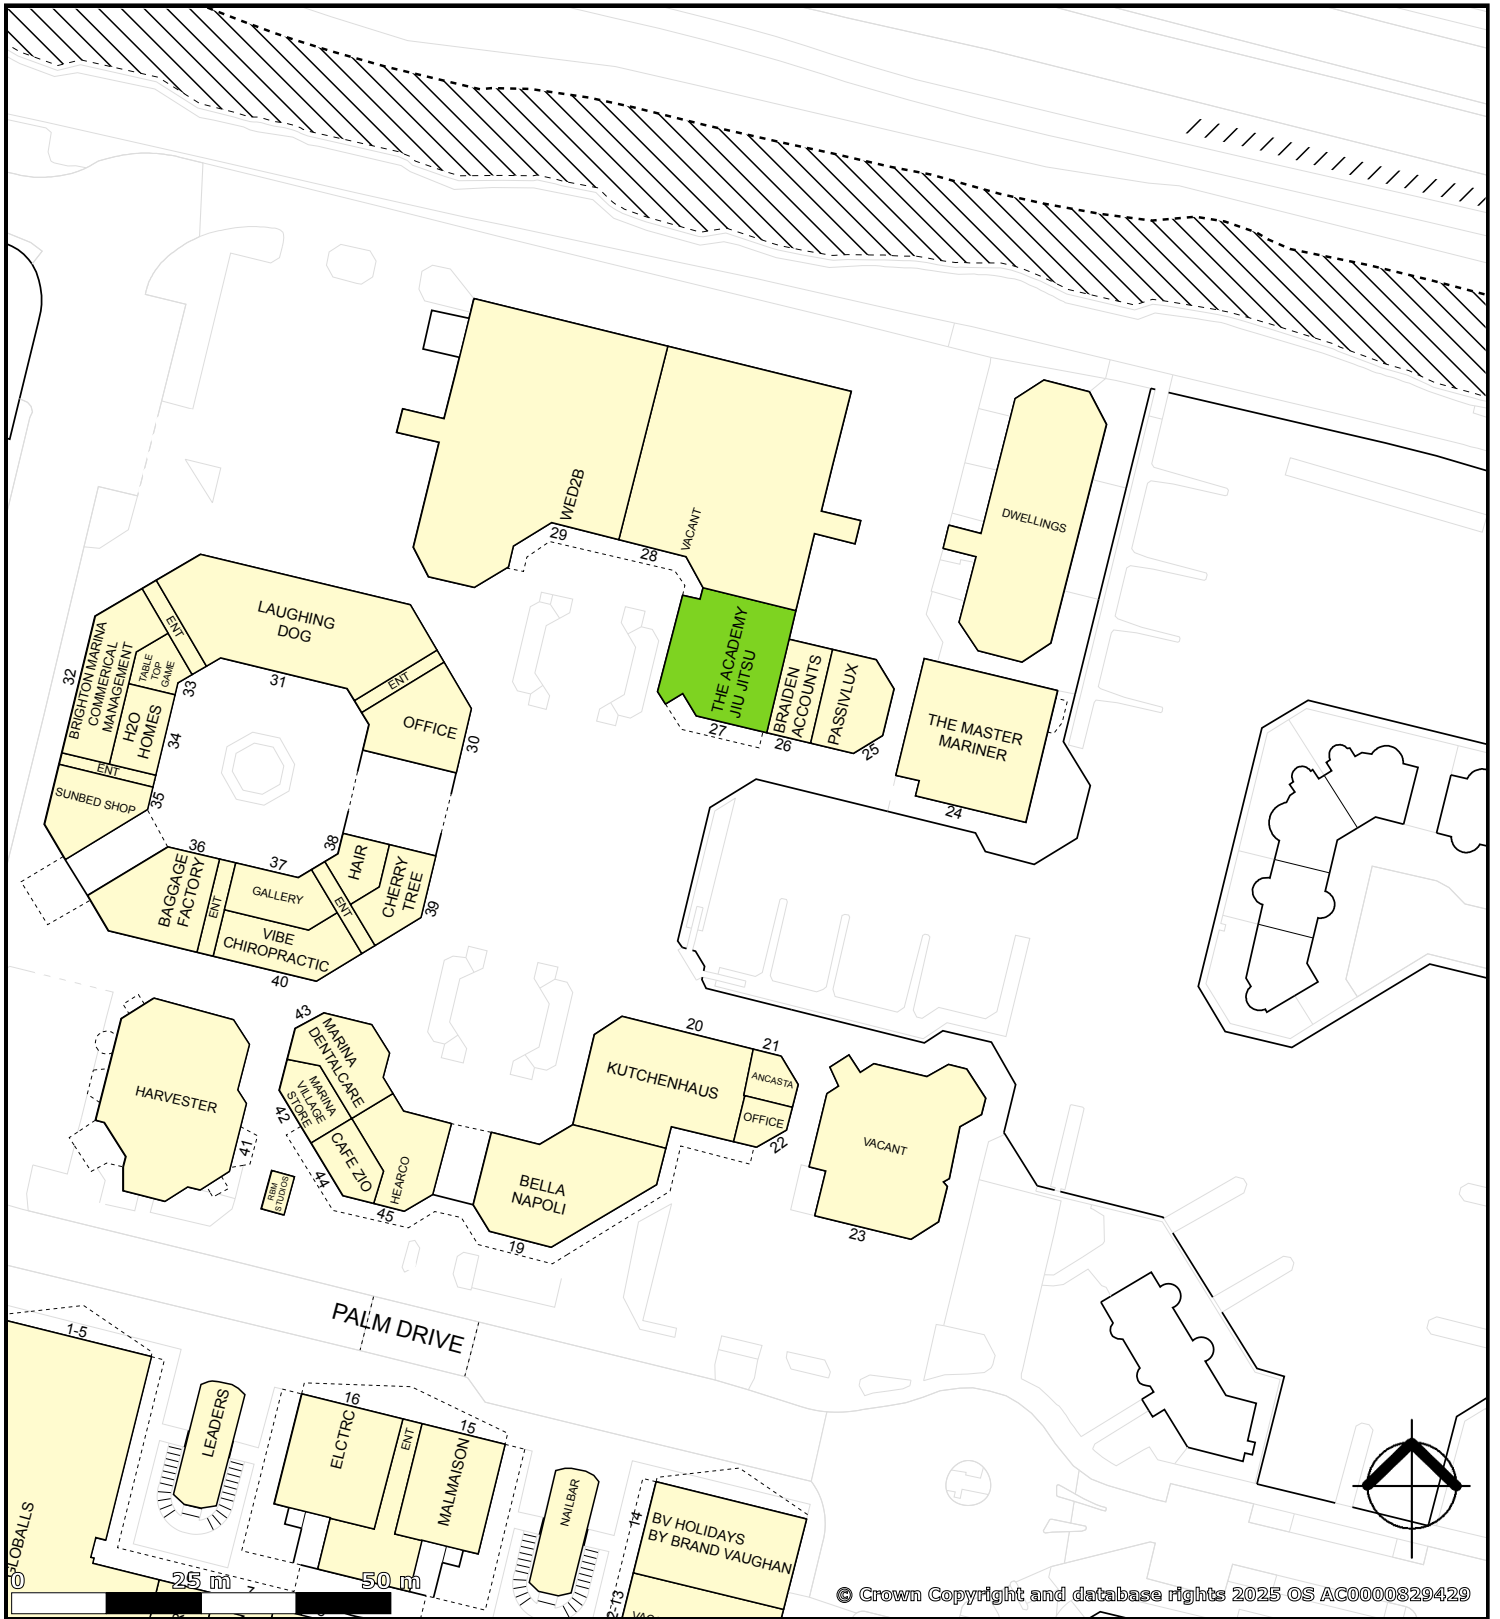 WED2B
29
28
VACANT
DWELLINGS
LAUGHING
DOG
ENT
ENT
31
OFFICE
30
32
BRIGHTON MARINA
COMMERICAL
MANAGEMENT
TABLE
TOP
GAME
33
H2O
HOMES
34
ENT
SUNBED SHOP
35
THE ACADEMY
JIU JITSU
27
BRAIDEN
ACCOUNTS
26
PASSIVLUX
25
THE MASTER
MARINER
24
36
BAGGAGE
FACTORY
ENT
37
GALLERY
VIBE
CHIROPRACTIC
40
38
HAIR
ENT
CHERRY
TREE
39
HARVESTER
41
43
MARINA
DENTALCARE
MARINA
VILLAGE
STORE
42
CAFE ZIO
44
HEARCO
45
RBM
STUDIOS
20
KUTCHENHAUS
21
ANCASTA
OFFICE
22
BELLA
NAPOLI
19
VACANT
23
PALM DRIVE
1-5
GLOBALLS
LEADERS
16
ELCTRC
ENT
15
MALMAISON
NAILBAR
14
BV HOLIDAYS
BY BRAND VAUGHAN
0
25 m
50 m
© Crown Copyright and database rights 2025 OS AC0000829429